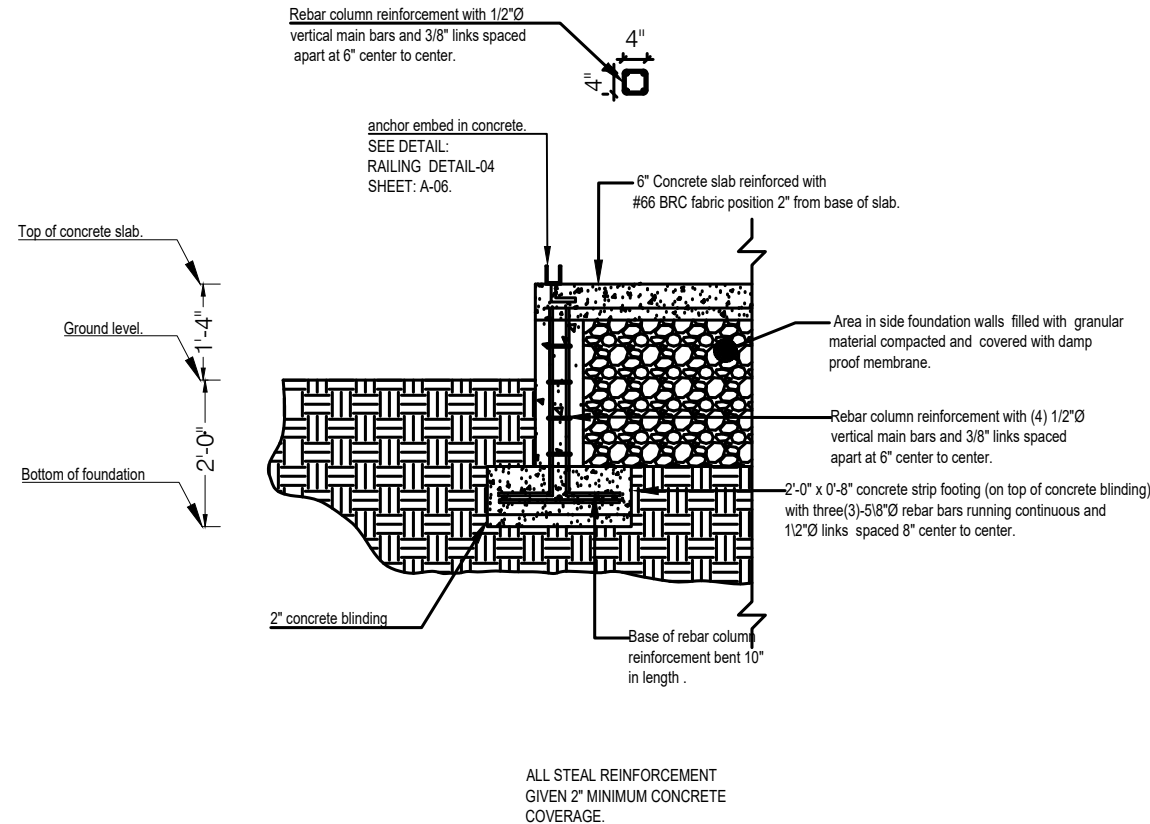 Rebar column reinforcement with 1/2"Ø
vertical main bars and 3/8" links spaced
apart at 6" center to center.
4"
4"
anchor embed in concrete.
SEE DETAIL:
RAILING DETAIL-04
SHEET: A-06.
6" Concrete slab reinforced with
#66 BRC fabric position 2" from base of slab.
Top of concrete slab.
1'-4"
Ground level.
Area in side foundation walls filled with granular
material compacted and covered with damp
proof membrane.
Rebar column reinforcement with (4) 1/2"Ø
vertical main bars and 3/8" links spaced
apart at 6" center to center.
2'-0"
Bottom of foundation
2'-0" x 0'-8" concrete strip footing (on top of concrete blinding)
with three(3)-5\8"Ø rebar bars running continuous and
1\2"Ø links spaced 8" center to center.
2" concrete blinding
Base of rebar column
reinforcement bent 10"
in length .
ALL STEAL REINFORCEMENT
GIVEN 2" MINIMUM CONCRETE
COVERAGE.